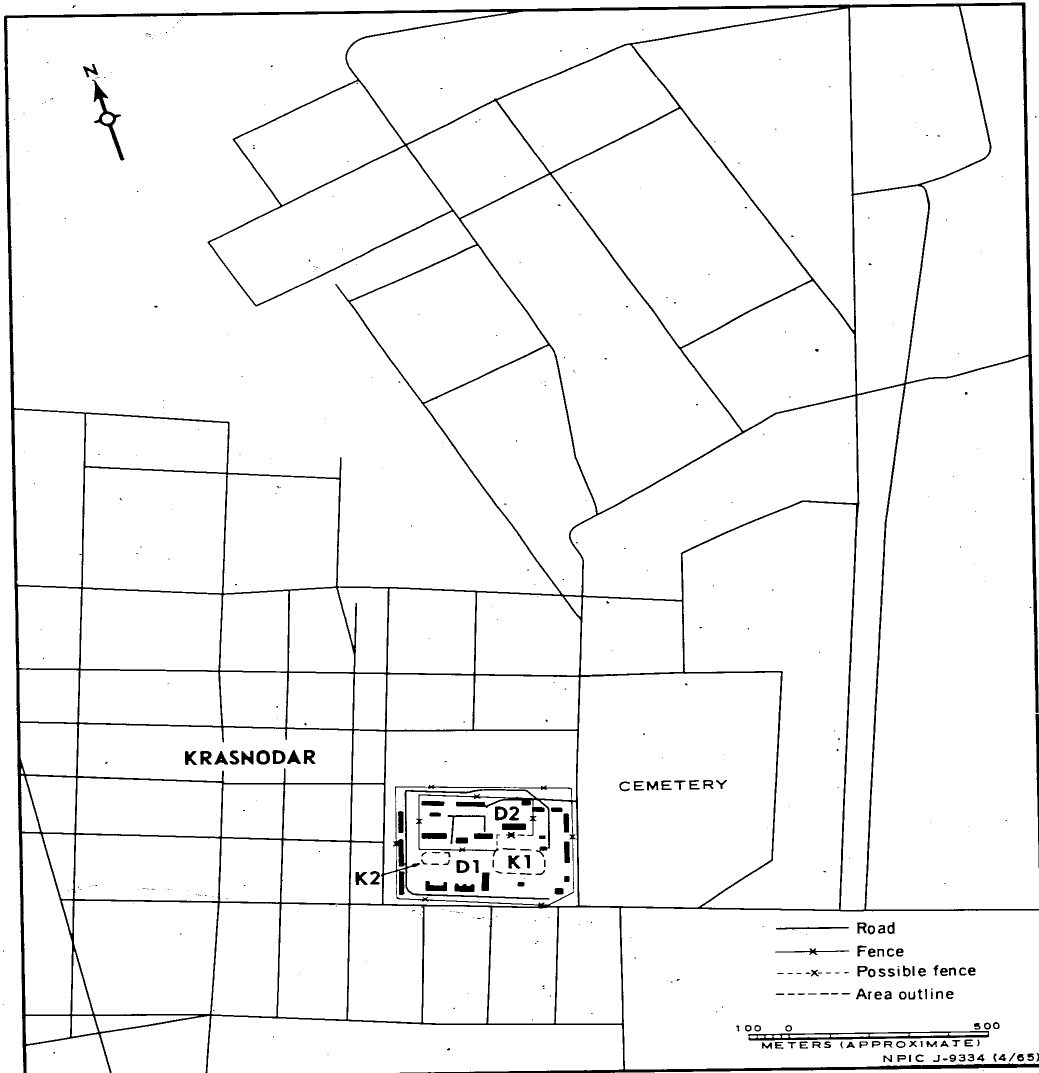 N
KRASNODAR
CEMETERY
D2
K2
D1
K1
Road
Fence
Possible fence
Area outline
100 0 500
METERS (APPROXIMATE)
NPIC J-9334 (4/65)